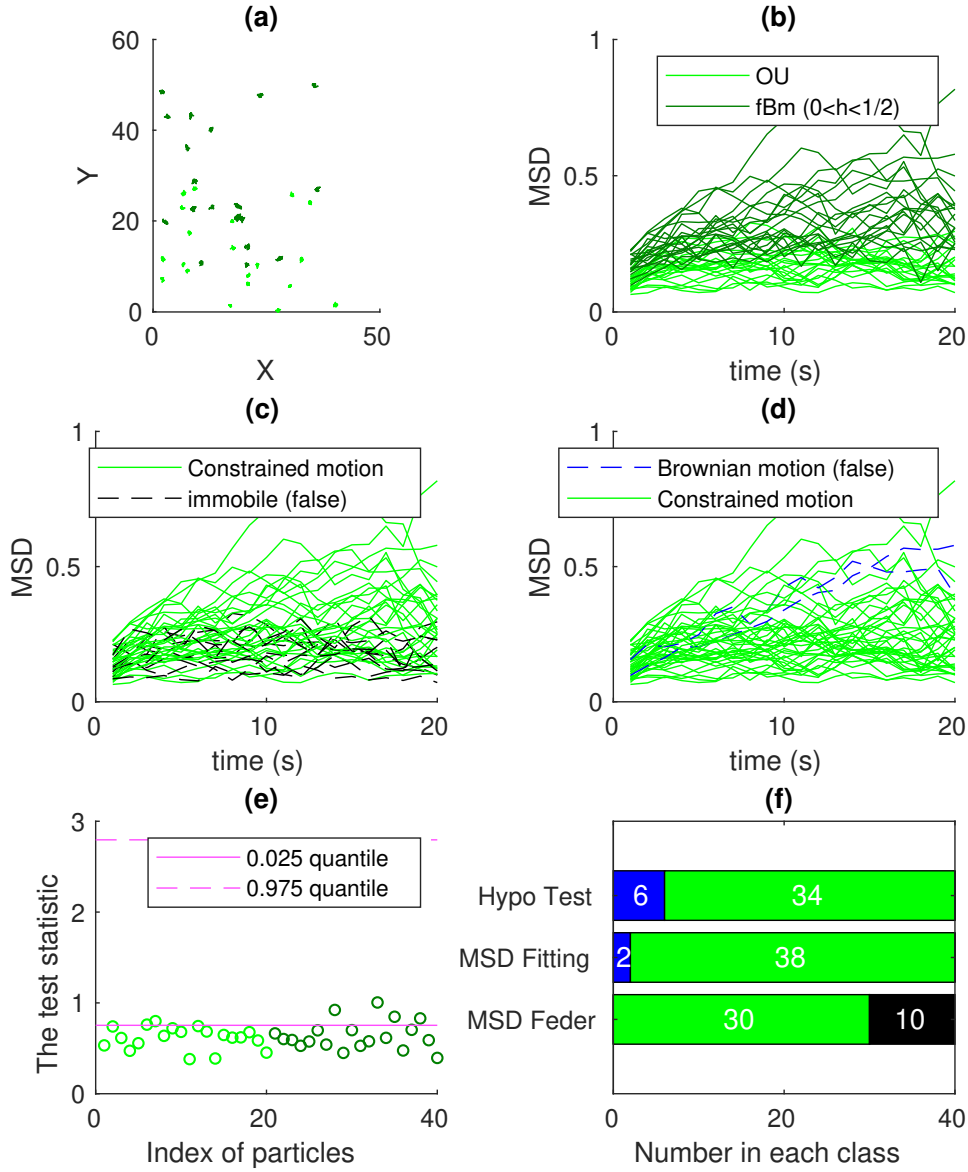 (a)
60
40
20
0
Y
0
50
X
(b)
1
0.5
0
MSD
OU
fBm (0<h<1/2)
0
10
20
time (s)
(c)
1
0.5
0
MSD
Constrained motion
immobile (false)
0
10
20
time (s)
(d)
1
0.5
0
MSD
Brownian motion (false)
Constrained motion
0
10
20
time (s)
(e)
3
2
1
0
The test statistic
0.025 quantile
0.975 quantile
0
20
40
Index of particles
(f)
Hypo Test
6
34
MSD Fitting
2
38
MSD Feder
30
10
0
20
40
Number in each class